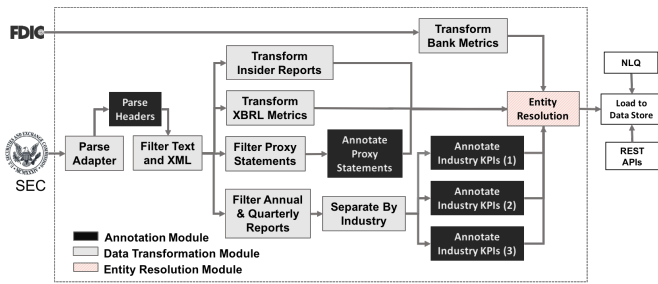 FDIC
Transform
Bank Metrics
Transform
Insider Reports
NLQ
Parse
Headers
Transform
XBRL Metrics
Entity
Resolution
Load to
Data Store
SEC
Parse
Adapter
Filter Text
and XML
Filter Proxy
Statements
Annotate
Proxy
Statements
Annotate
Industry KPIs (1)
REST
APIs
Filter Annual
& Quarterly
Reports
Separate By
Industry
Annotate
Industry KPIs (2)
Annotate
Industry KPIs (3)
Annotation Module
Data Transformation Module
Entity Resolution Module